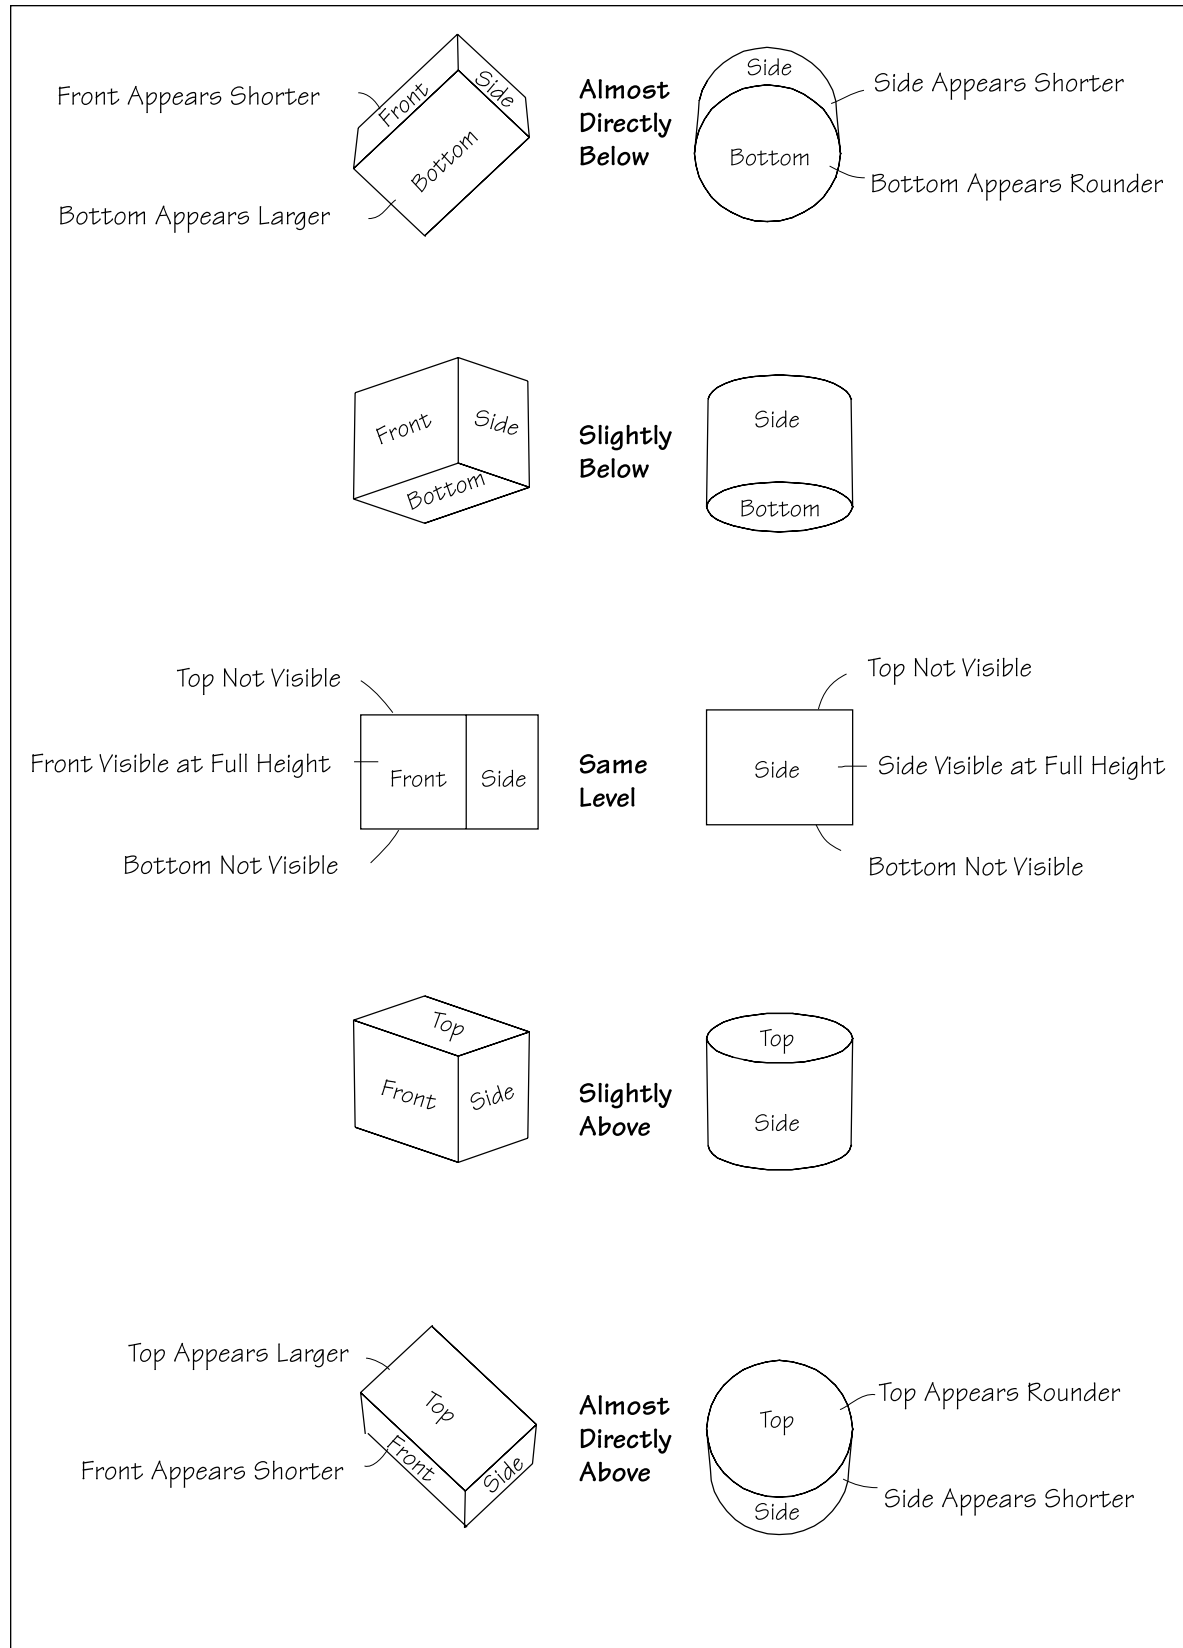 Front Appears Shorter
Front
Side
Bottom
Bottom Appears Larger
Almost
Directly
Below
Side
Side Appears Shorter
Bottom
Bottom Appears Rounder
Front
Side
Bottom
Slightly
Below
Side
Bottom
Top Not Visible
Front Visible at Full Height
Front
Side
Bottom Not Visible
Same
Level
Top Not Visible
Side
Side Visible at Full Height
Bottom Not Visible
Top
Front
Side
Slightly
Above
Top
Side
Top Appears Larger
Top
Front
Side
Front Appears Shorter
Almost
Directly
Above
Top
Top Appears Rounder
Side
Side Appears Shorter